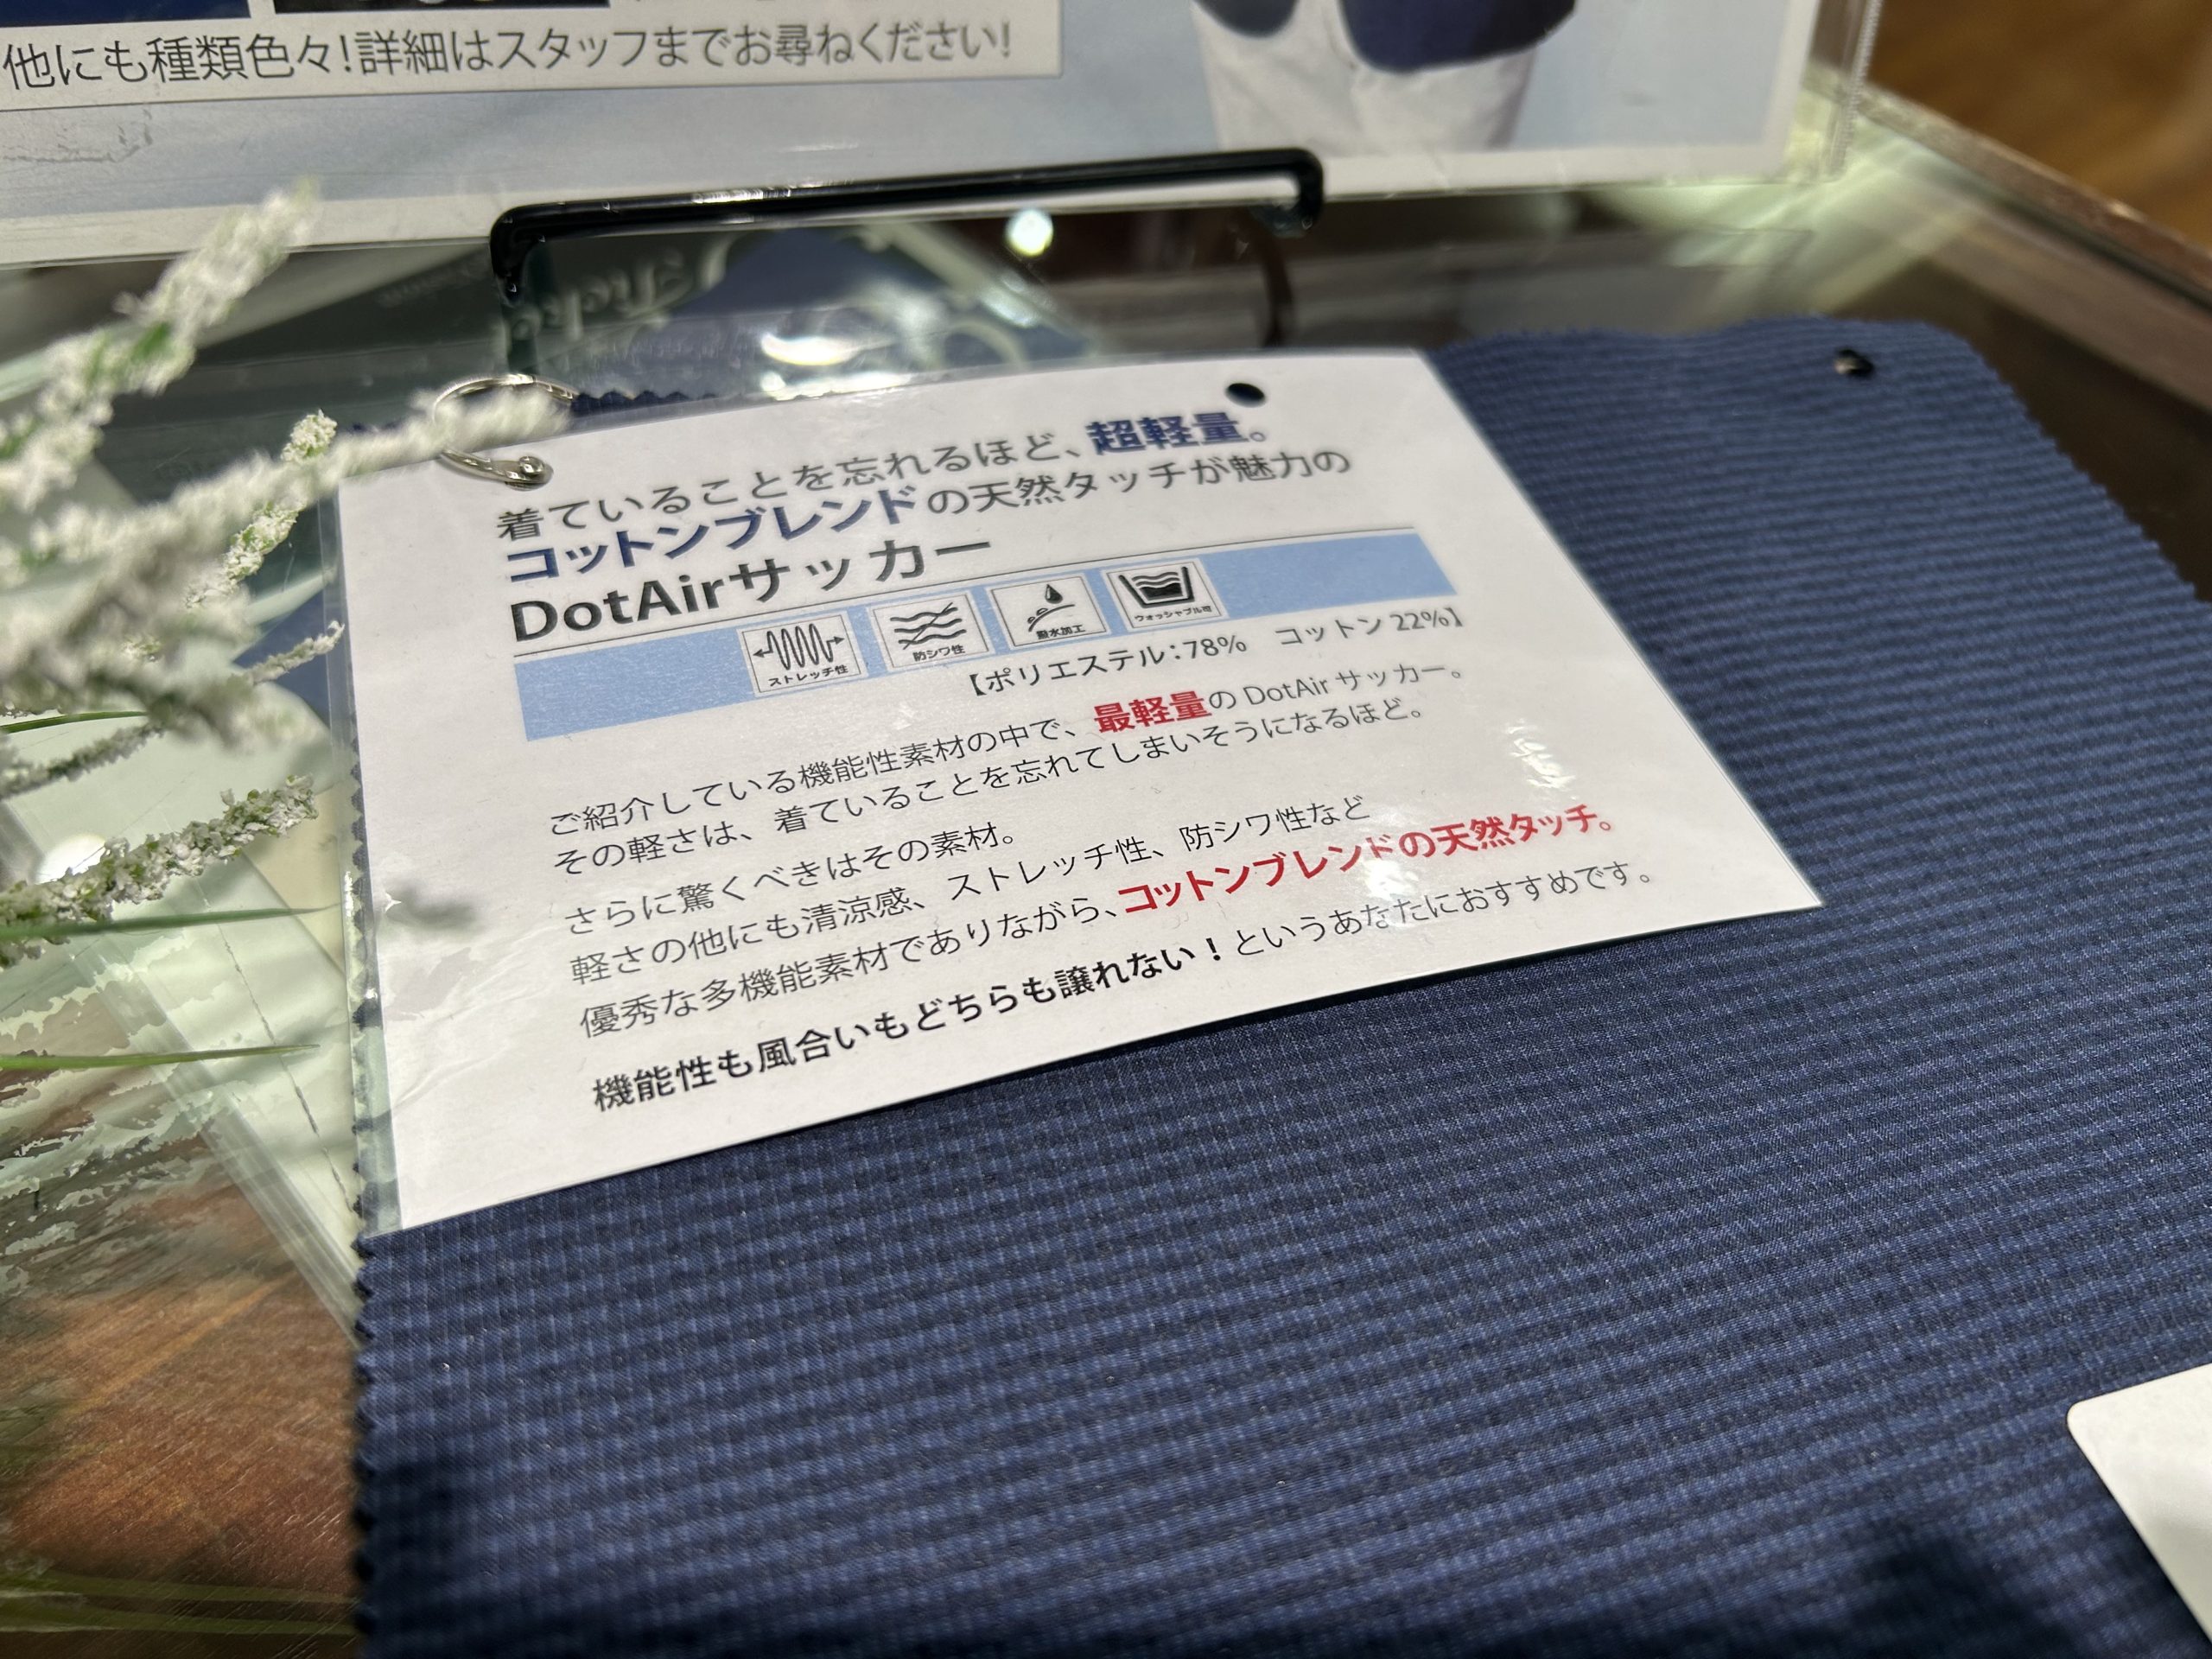 他にも種類色々!詳細はスタッフまでお尋ねください!
着ていることを忘れるほど、超軽量。
コットンブレンドの天然タッチが魅力の
DotAirサッカー
ストレッチ性
防シワ性
撥水加工
ウォッシャブル可
【ポリエステル:78% コットン22%】
ご紹介している機能性素材の中で、最軽量のDotAirサッカー。
その軽さは、着ていることを忘れてしまいそうになるほど。
さらに驚くべきはその素材。
軽さの他にも清涼感、ストレッチ性、防シワ性など
優秀な多機能素材でありながら、コットンブレンドの天然タッチ。
機能性も風合いもどちらも譲れない!というあなたにおすすめです。